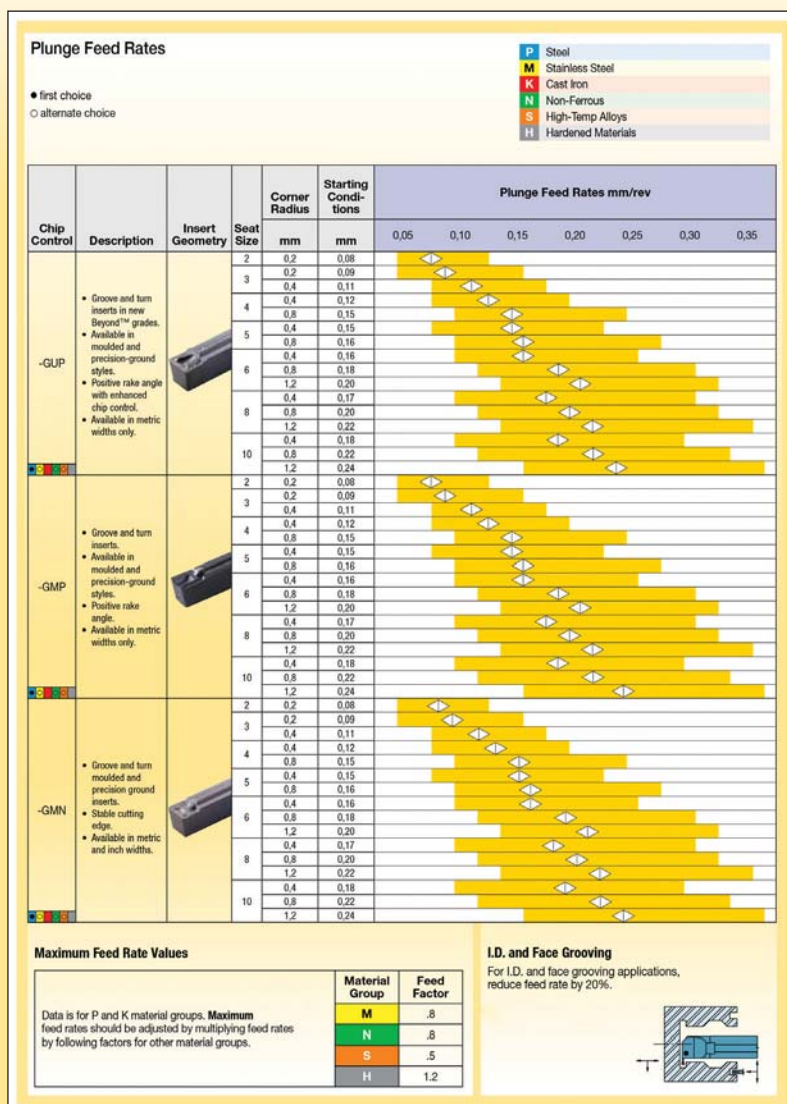 Plunge Feed Rates
● first choice
○ alternate choice
P Steel
M Stainless Steel
K Cast Iron
N Non-Ferrous
S High-Temp Alloys
H Hardened Materials
Chip Control
Description
Insert Geometry
Seat Size
Corner Radius
mm
Starting Condi-
tions
mm
Plunge Feed Rates mm/rev
0,05 0,10 0,15 0,20 0,25 0,30 0,35
-GUP
• Groove and turn
inserts in new
Beyond™ grades.
• Available in
moulded and
precision-ground
styles.
• Positive rake angle
with enhanced
chip control.
• Available in metric
widths only.
2 0,2 0,08
3 0,2 0,09
0,4 0,11
4 0,4 0,12
0,8 0,15
5 0,4 0,15
0,8 0,16
6 0,4 0,16
0,8 0,18
1,2 0,20
8 0,4 0,17
0,8 0,20
1,2 0,22
10 0,4 0,18
0,8 0,22
1,2 0,24
-GMP
• Groove and turn
inserts.
• Available in
moulded and
precision-ground
styles.
• Positive rake
angle.
• Available in metric
widths only.
2 0,2 0,08
3 0,2 0,09
0,4 0,11
4 0,4 0,12
0,8 0,15
5 0,4 0,15
0,8 0,16
6 0,4 0,16
0,8 0,18
1,2 0,20
8 0,4 0,17
0,8 0,20
1,2 0,22
10 0,4 0,18
0,8 0,22
1,2 0,24
-GMN
• Groove and turn
moulded and
precision ground
inserts.
• Stable cutting
edge.
• Available in metric
and inch widths.
2 0,2 0,08
3 0,2 0,09
0,4 0,11
4 0,4 0,12
0,8 0,15
5 0,4 0,15
0,8 0,16
6 0,4 0,16
0,8 0,18
1,2 0,20
8 0,4 0,17
0,8 0,20
1,2 0,22
10 0,4 0,18
0,8 0,22
1,2 0,24
Maximum Feed Rate Values
Data is for P and K material groups. Maximum
feed rates should be adjusted by multiplying feed rates
by following factors for other material groups.
Material Group
Feed Factor
M .8
N .8
S .5
H 1.2
I.D. and Face Grooving
For I.D. and face grooving applications,
reduce feed rate by 20%.